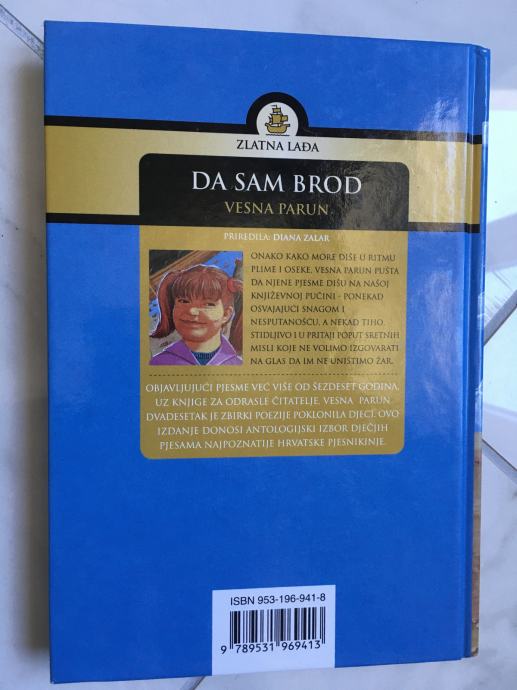 ZLATNA LAĐA
DA SAM BROD
VESNA PARUN
PRIREDILA: DIANA ZALAR
ONAKO KAKO MORE DIŠE U RITMU
PLIME I OSEKE, VESNA PARUN PUŠTA
DA NJENE PJESME DIŠU NA NAŠOJ
KNJIŽEVNOJ PUČINI - PONEKAD
OSVAJAJUĆI SNAGOM I
NESPUTANOŠĆU, A NEKAD TIHO,
STIDLJIVO I U PRITAJI POPUT SRETNIH
MISLI KOJE NE VOLIMO IZGOVARATI
NA GLAS DA IM NE UNIŠTIMO ŽAR.
OBJAVLJUJUĆI PJESME VEĆ VIŠE OD ŠEZDESET GODINA,
UZ KNJIGE ZA ODRASLE ČITATELJE, VESNA PARUN
DVADESETAK JE ZBIRKI POEZIJE POKLONILA DJECI. OVO
IZDANJE DONOSI ANTOLOGIJSKI IZBOR DJEČJIH
PJESAMA NAJPOZNATIJE HRVATSKE PJESNIKINJE.
ISBN 953-196-941-8
9 789531 969413